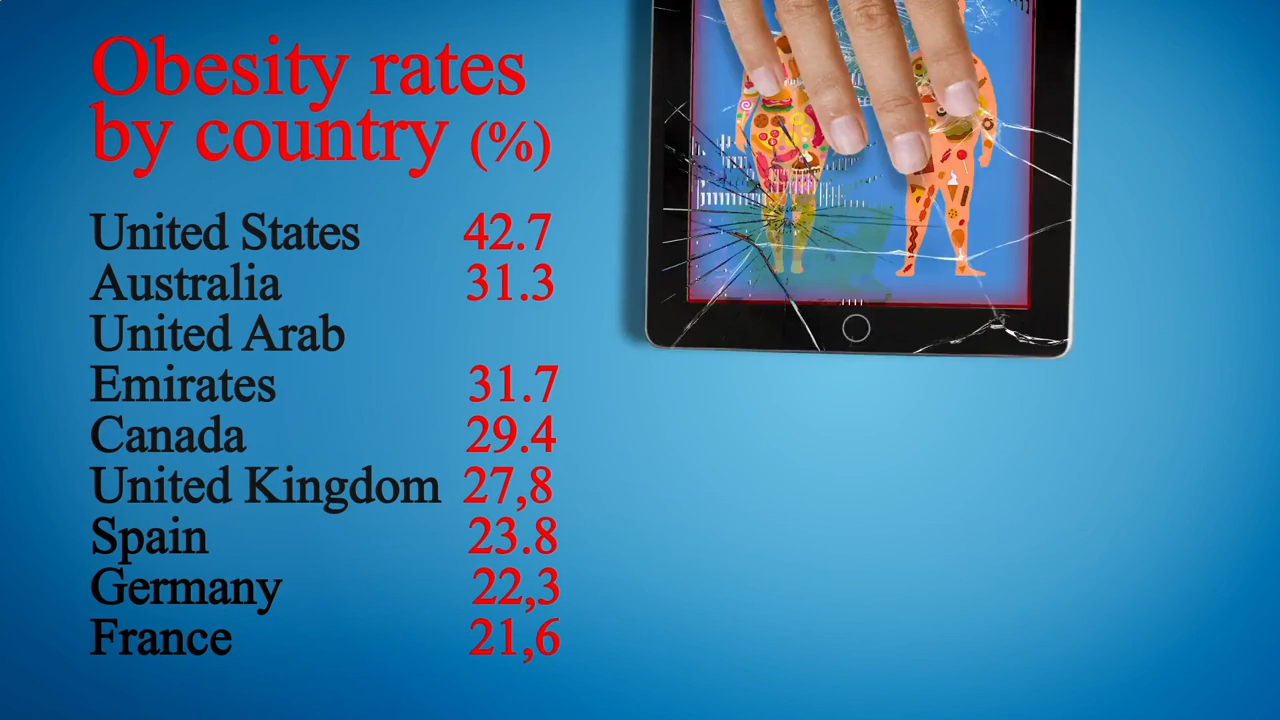 Obesity rates
by country (%)
United States 42.7
Australia 31.3
United Arab
Emirates 31.7
Canada 29.4
United Kingdom 27,8
Spain 23.8
Germany 22,3
France 21,6